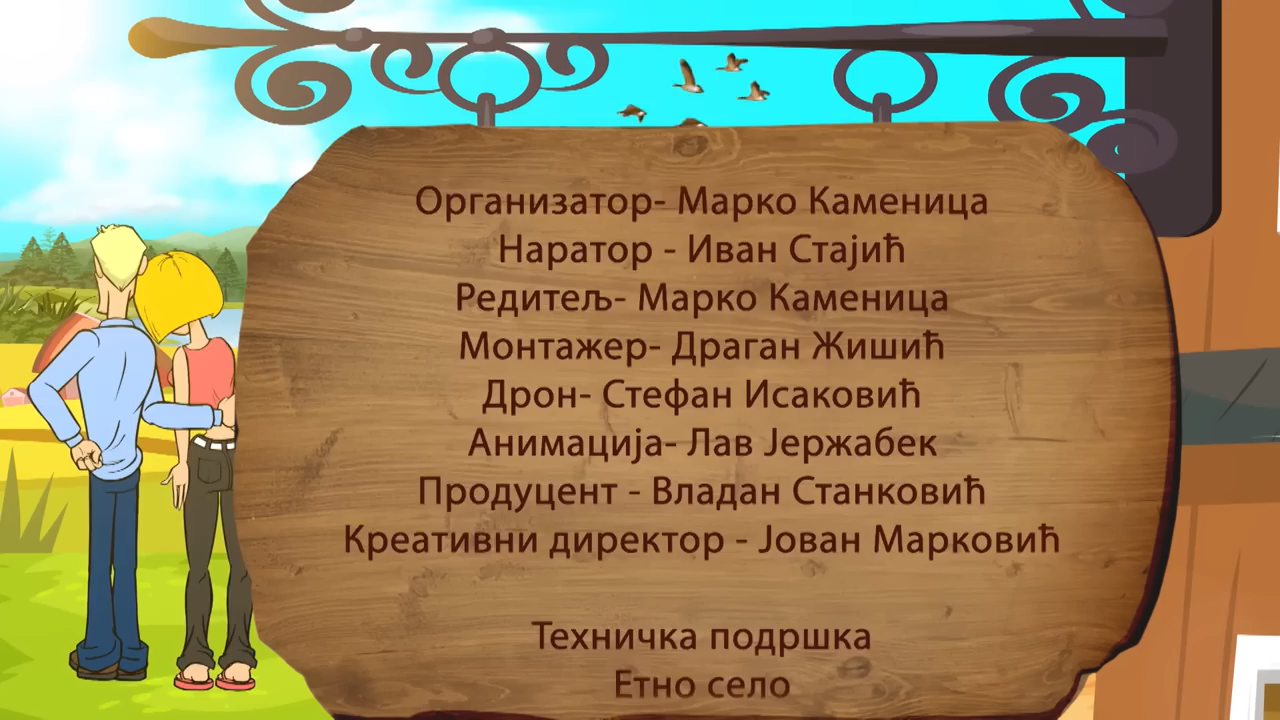 Организатор- Марко Каменица
Наратор - Иван Стајић
Редитељ- Марко Каменица
Монтажер- Драган Жишић
Дрон- Стефан Исаковић
Анимација- Лав Јержабек
Продуцент - Владан Станковић
Креативни директор - Јован Марковић
Техничка подршка
Етно село